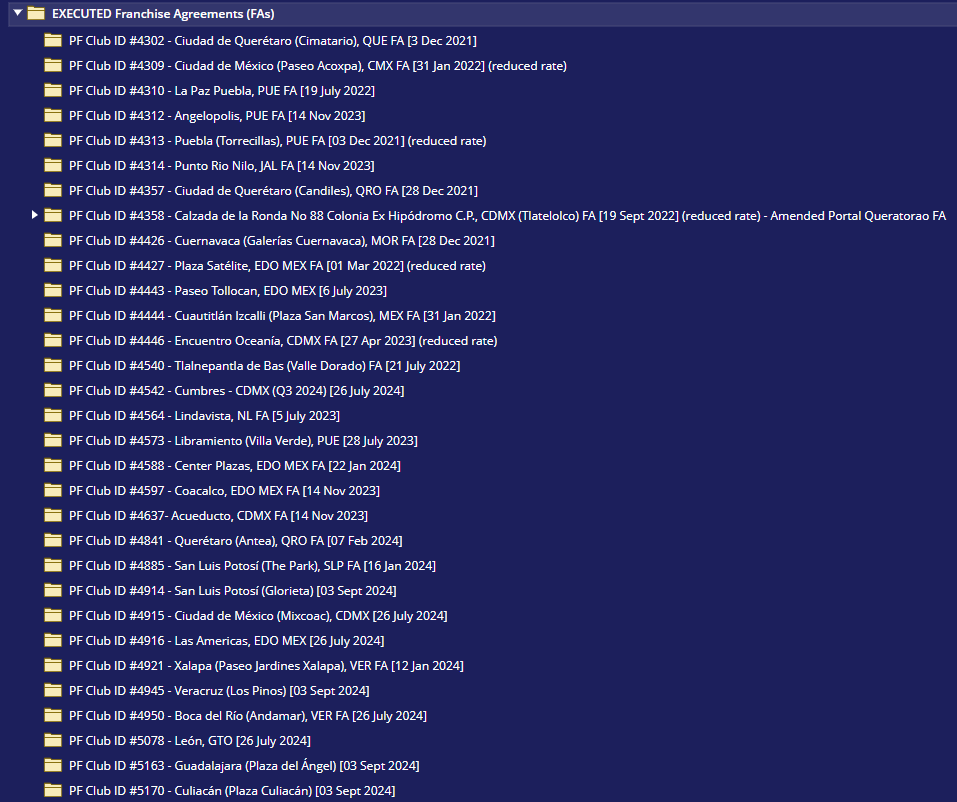 EXECUTED Franchise Agreements (FAs)
PF Club ID #4302 - Ciudad de Querétaro (Cimatario), QUE FA [3 Dec 2021]
PF Club ID #4309 - Ciudad de México (Paseo Acoxpa), CMX FA [31 Jan 2022] (reduced rate)
PF Club ID #4310 - La Paz Puebla, PUE FA [19 July 2022]
PF Club ID #4312 - Angelopolis, PUE FA [14 Nov 2023]
PF Club ID #4313 - Puebla (Torrecillas), PUE FA [03 Dec 2021] (reduced rate)
PF Club ID #4314 - Punto Rio Nilo, JAL FA [14 Nov 2023]
PF Club ID #4357 - Ciudad de Querétaro (Candiles), QRO FA [28 Dec 2021]
PF Club ID #4358 - Calzada de la Ronda No 88 Colonia Ex Hipódromo C.P., CDMX (Tlatelolco) FA [19 Sept 2022] (reduced rate) - Amended Portal Queratorao FA
PF Club ID #4426 - Cuernavaca (Galerías Cuernavaca), MOR FA [28 Dec 2021]
PF Club ID #4427 - Plaza Satélite, EDO MEX FA [01 Mar 2022] (reduced rate)
PF Club ID #4443 - Paseo Tollocan, EDO MEX [6 July 2023]
PF Club ID #4444 - Cuautitlán Izcalli (Plaza San Marcos), MEX FA [31 Jan 2022]
PF Club ID #4446 - Encuentro Oceanía, CDMX FA [27 Apr 2023] (reduced rate)
PF Club ID #4540 - Tlalnepantla de Bas (Valle Dorado) FA [21 July 2022]
PF Club ID #4542 - Cumbres - CDMX (Q3 2024) [26 July 2024]
PF Club ID #4564 - Lindavista, NL FA [5 July 2023]
PF Club ID #4573 - Libramiento (Villa Verde), PUE [28 July 2023]
PF Club ID #4588 - Center Plazas, EDO MEX FA [22 Jan 2024]
PF Club ID #4597 - Coacalco, EDO MEX FA [14 Nov 2023]
PF Club ID #4637- Acueducto, CDMX FA [14 Nov 2023]
PF Club ID #4841 - Querétaro (Antea), QRO FA [07 Feb 2024]
PF Club ID #4885 - San Luis Potosí (The Park), SLP FA [16 Jan 2024]
PF Club ID #4914 - San Luis Potosí (Glorieta) [03 Sept 2024]
PF Club ID #4915 - Ciudad de México (Mixcoac), CDMX [26 July 2024]
PF Club ID #4916 - Las Americas, EDO MEX [26 July 2024]
PF Club ID #4921 - Xalapa (Paseo Jardines Xalapa), VER FA [12 Jan 2024]
PF Club ID #4945 - Veracruz (Los Pinos) [03 Sept 2024]
PF Club ID #4950 - Boca del Río (Andamar), VER FA [26 July 2024]
PF Club ID #5078 - León, GTO [26 July 2024]
PF Club ID #5163 - Guadalajara (Plaza del Ángel) [03 Sept 2024]
PF Club ID #5170 - Culiacán (Plaza Culiacán) [03 Sept 2024]